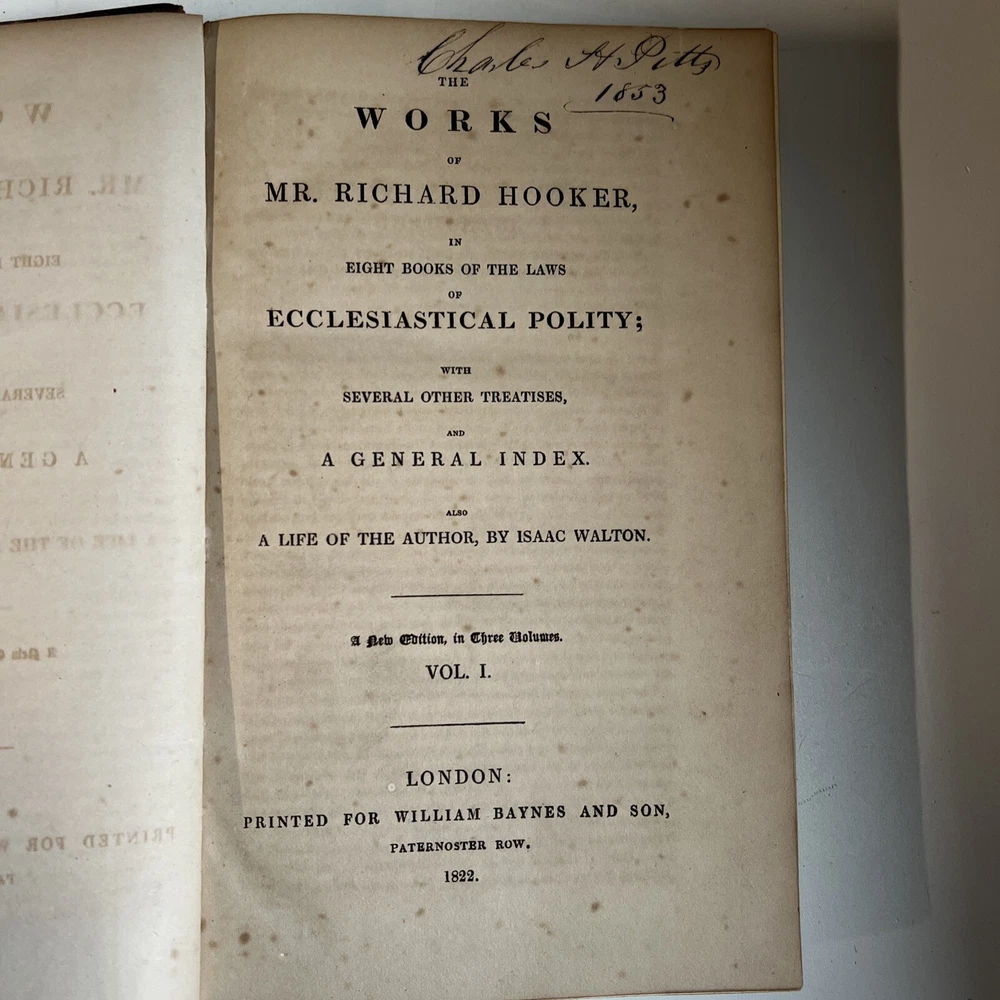 Charles H Pitts
1853
THE
WORKS
OF
MR. RICHARD HOOKER,
IN
EIGHT BOOKS OF THE LAWS
OF
ECCLESIASTICAL POLITY;
WITH
SEVERAL OTHER TREATISES,
AND
A GENERAL INDEX.
ALSO
A LIFE OF THE AUTHOR, BY ISAAC WALTON.
A New Edition, in Three Volumes.
VOL. I.
LONDON:
PRINTED FOR WILLIAM BAYNES AND SON,
PATERNOSTER ROW.
1822.